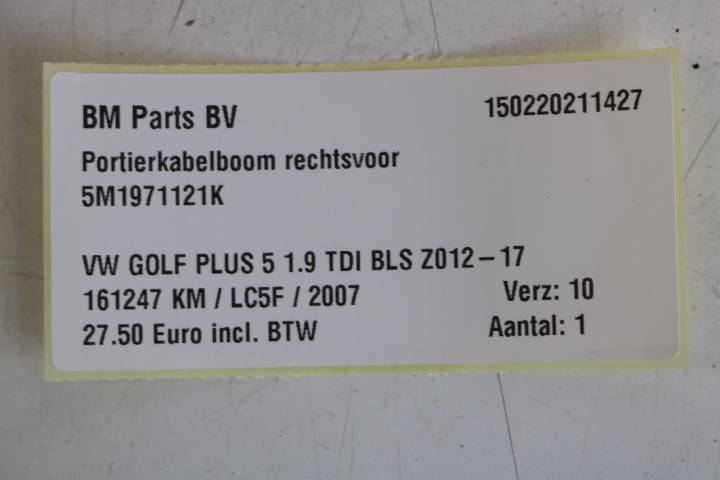 BM Parts BV 150220211427
Portierkabelboom rechtsvoor
5M1971121K
VW GOLF PLUS 5 1.9 TDI BLS Z012-17
161247 KM / LC5F / 2007 Verz: 10
27.50 Euro incl. BTW Aantal: 1